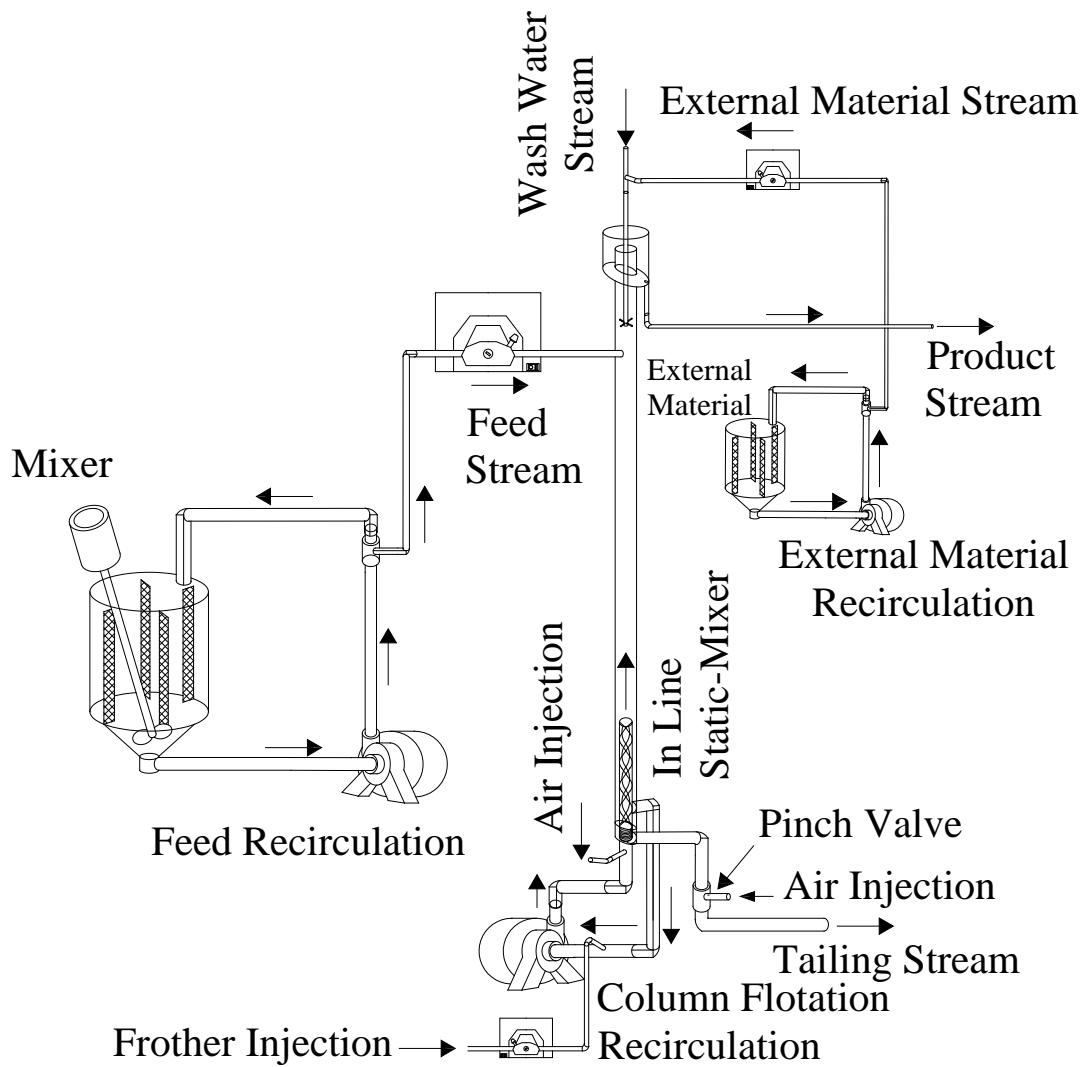 Wash Water
Stream
External Material Stream
Product
Stream
External
Material
Feed
Stream
Mixer
External Material
Recirculation
Air Injection
In Line
Static-Mixer
Feed Recirculation
Pinch Valve
Air Injection
Tailing Stream
Column Flotation
Recirculation
Frother Injection